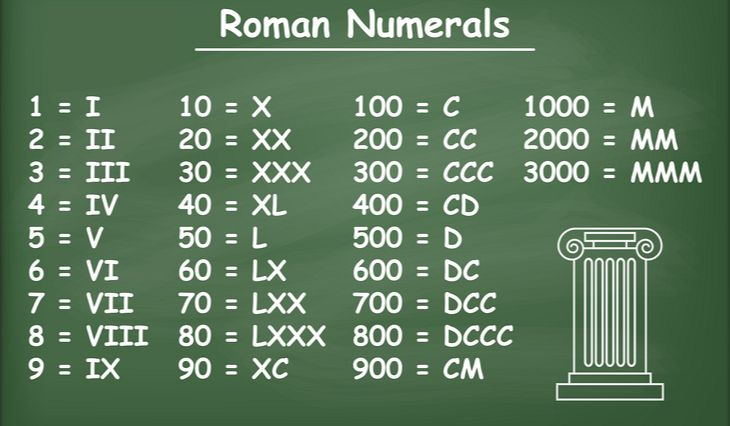 Roman Numerals
1 = I 10 = X 100 = C 1000 = M
2 = II 20 = XX 200 = CC 2000 = MM
3 = III 30 = XXX 300 = CCC 3000 = MMM
4 = IV 40 = XL 400 = CD
5 = V 50 = L 500 = D
6 = VI 60 = LX 600 = DC
7 = VII 70 = LXX 700 = DCC
8 = VIII 80 = LXXX 800 = DCCC
9 = IX 90 = XC 900 = CM